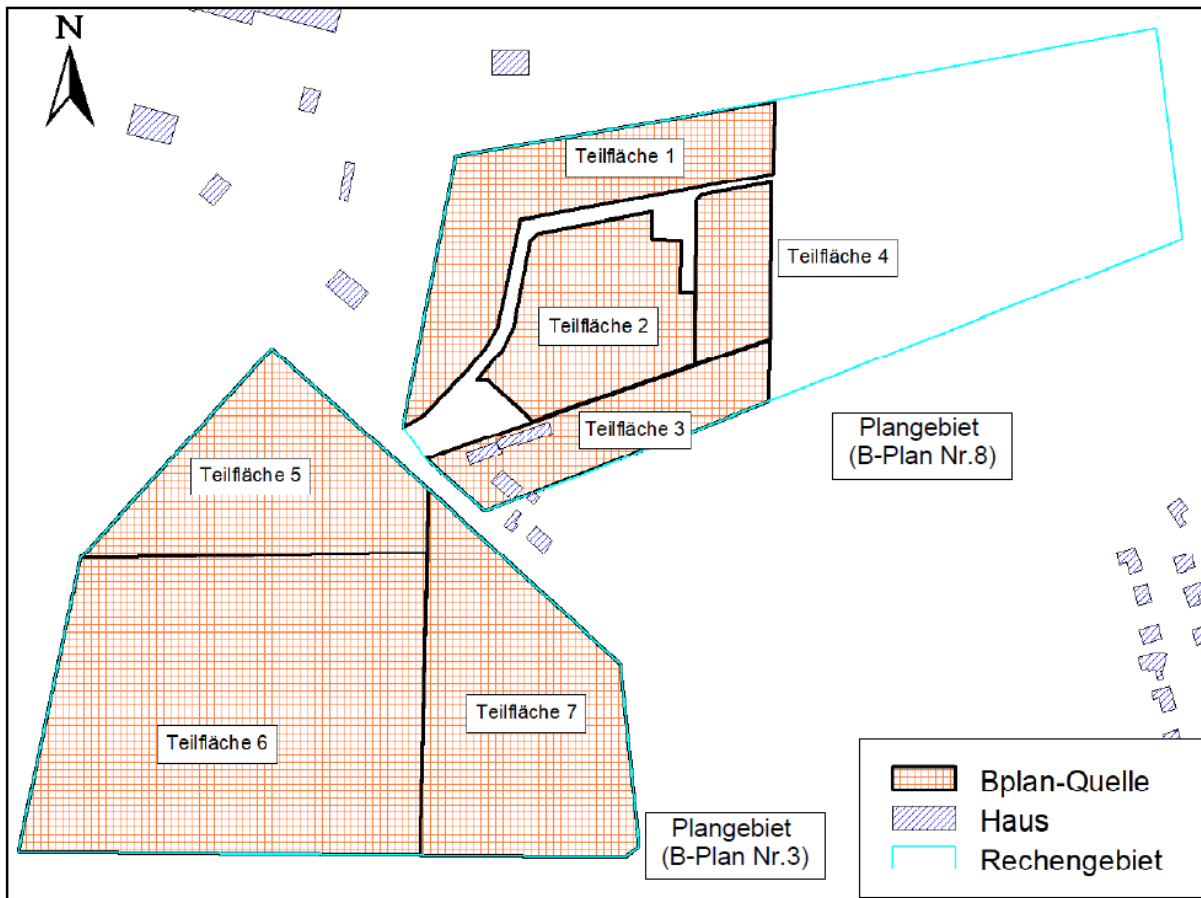 N
Teilfläche 1
Teilfläche 4
Teilfläche 2
Teilfläche 3
Plangebiet
(B-Plan Nr.8)
Teilfläche 5
Teilfläche 7
Teilfläche 6
Plangebiet
(B-Plan Nr.3)
Bplan-Quelle
Haus
Rechengebiet